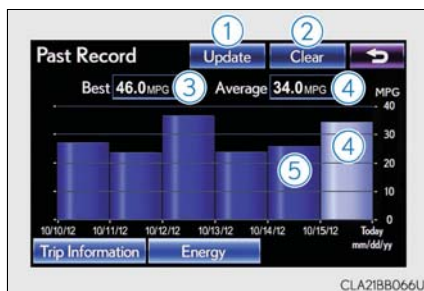 1 2
Past Record Update Clear
Best 46.0MPG 3 Average 34.0MPG 4 MPG
40
30
4
5
20
10
0
10/10/12 10/11/12 10/12/12 10/13/12 10/14/12 10/15/12 Today
mm/dd/yy
Trip Information Energy
CLA21BB066U